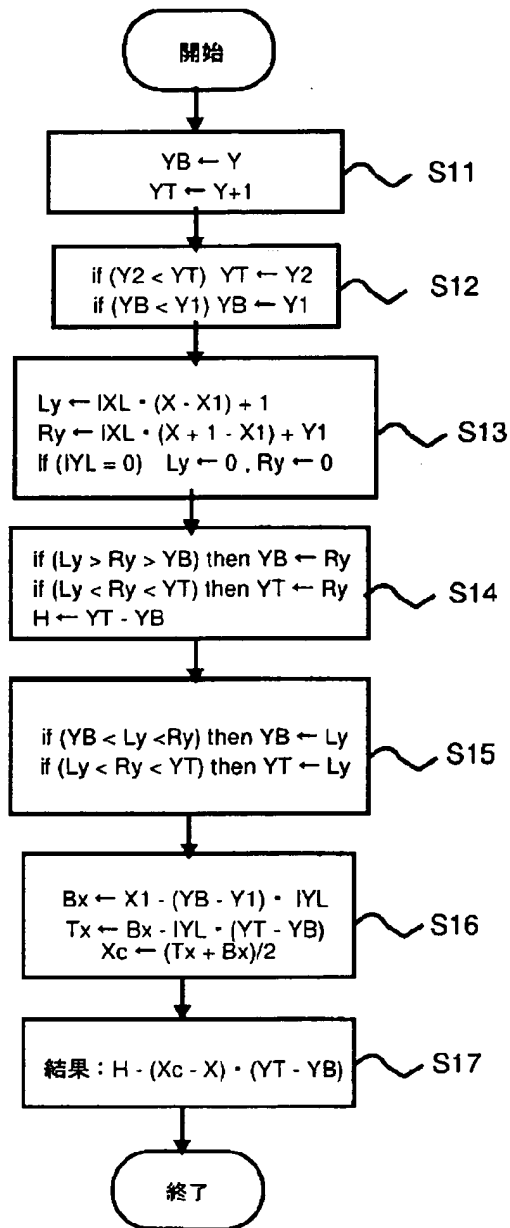 開始
YB ← Y
YT ← Y+1
S11
if (Y2 < YT) YT ← Y2
if (YB < Y1) YB ← Y1
S12
Ly ← IXL・(X - X1) + 1
Ry ← IXL・(X + 1 - X1) + Y1
If (IYL = 0) Ly ← 0 , Ry ← 0
S13
if (Ly > Ry > YB) then YB ← Ry
if (Ly < Ry < YT) then YT ← Ry
H ← YT - YB
S14
if (YB < Ly <Ry) then YB ← Ly
if (Ly < Ry < YT) then YT ← Ly
S15
Bx ← X1 - (YB - Y1)・ IYL
Tx ← Bx - IYL・(YT - YB)
Xc ← (Tx + Bx)/2
S16
結果：H - (Xc - X)・(YT - YB)
S17
終了